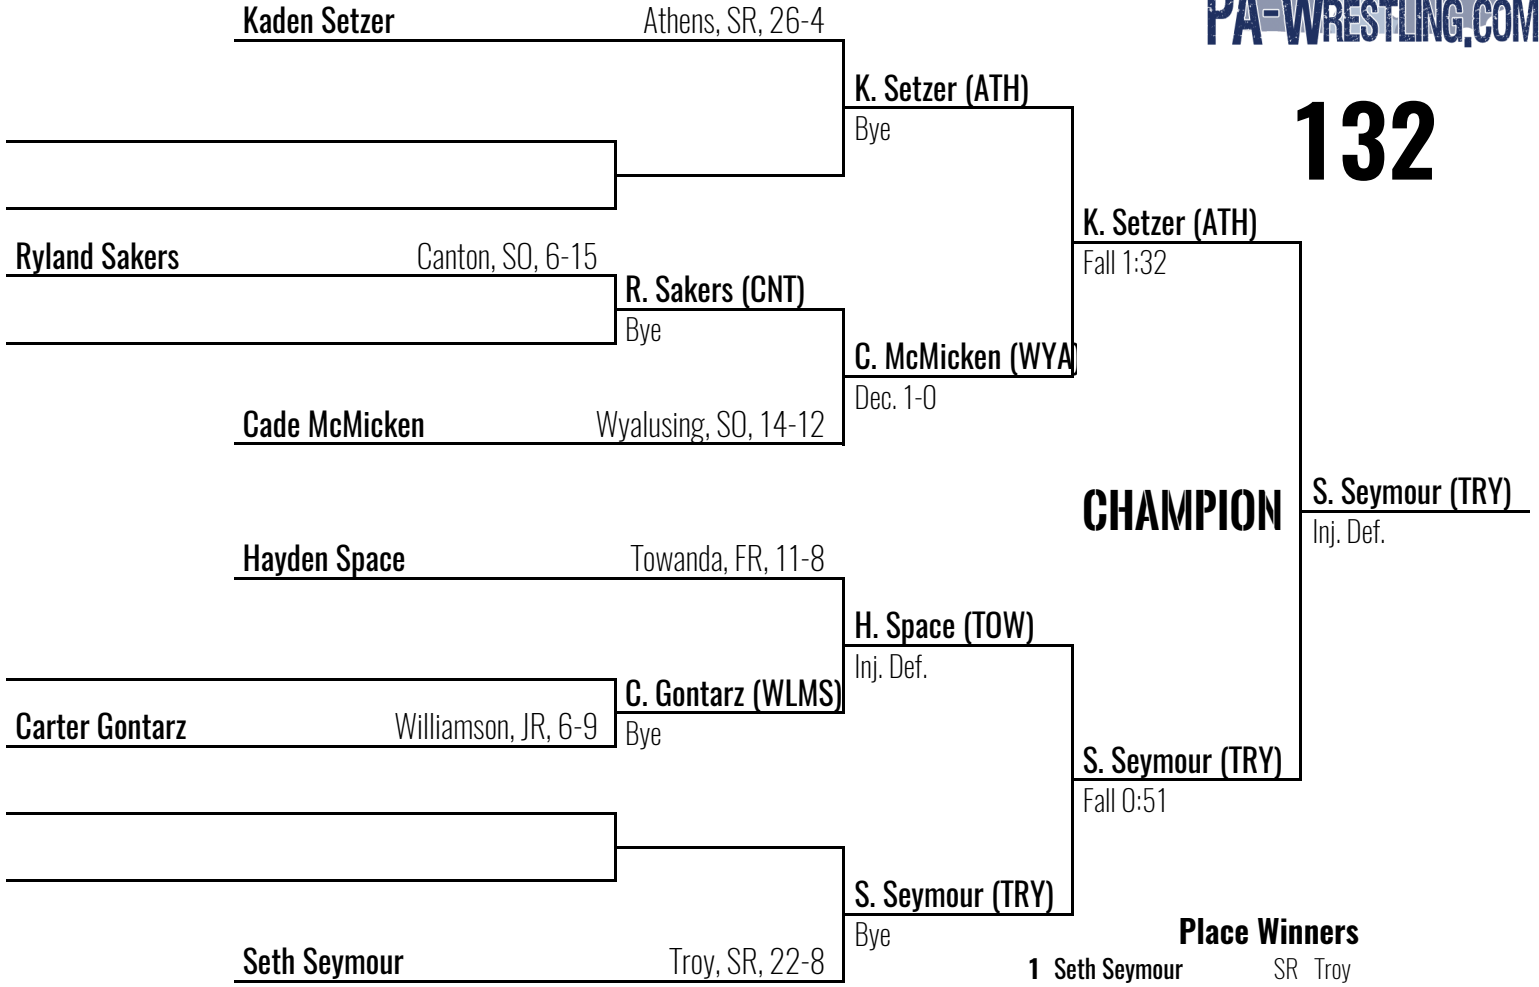 Kaden Setzer Athens, SR, 26-4
PA-WRESTLING.COM
K. Setzer (ATH)
Bye
132
K. Setzer (ATH)
Fall 1:32
Ryland Sakers Canton, SO, 6-15
R. Sakers (CNT)
Bye
C. McMicken (WYA)
Dec. 1-0
Cade McMicken Wyalusing, SO, 14-12
CHAMPION
S. Seymour (TRY)
Inj. Def.
Hayden Space Towanda, FR, 11-8
H. Space (TOW)
Inj. Def.
C. Gontarz (WLMS)
Bye
Carter Gontarz Williamson, JR, 6-9
S. Seymour (TRY)
Fall 0:51
S. Seymour (TRY)
Bye
Seth Seymour Troy, SR, 22-8
Place Winners
1 Seth Seymour SR Troy